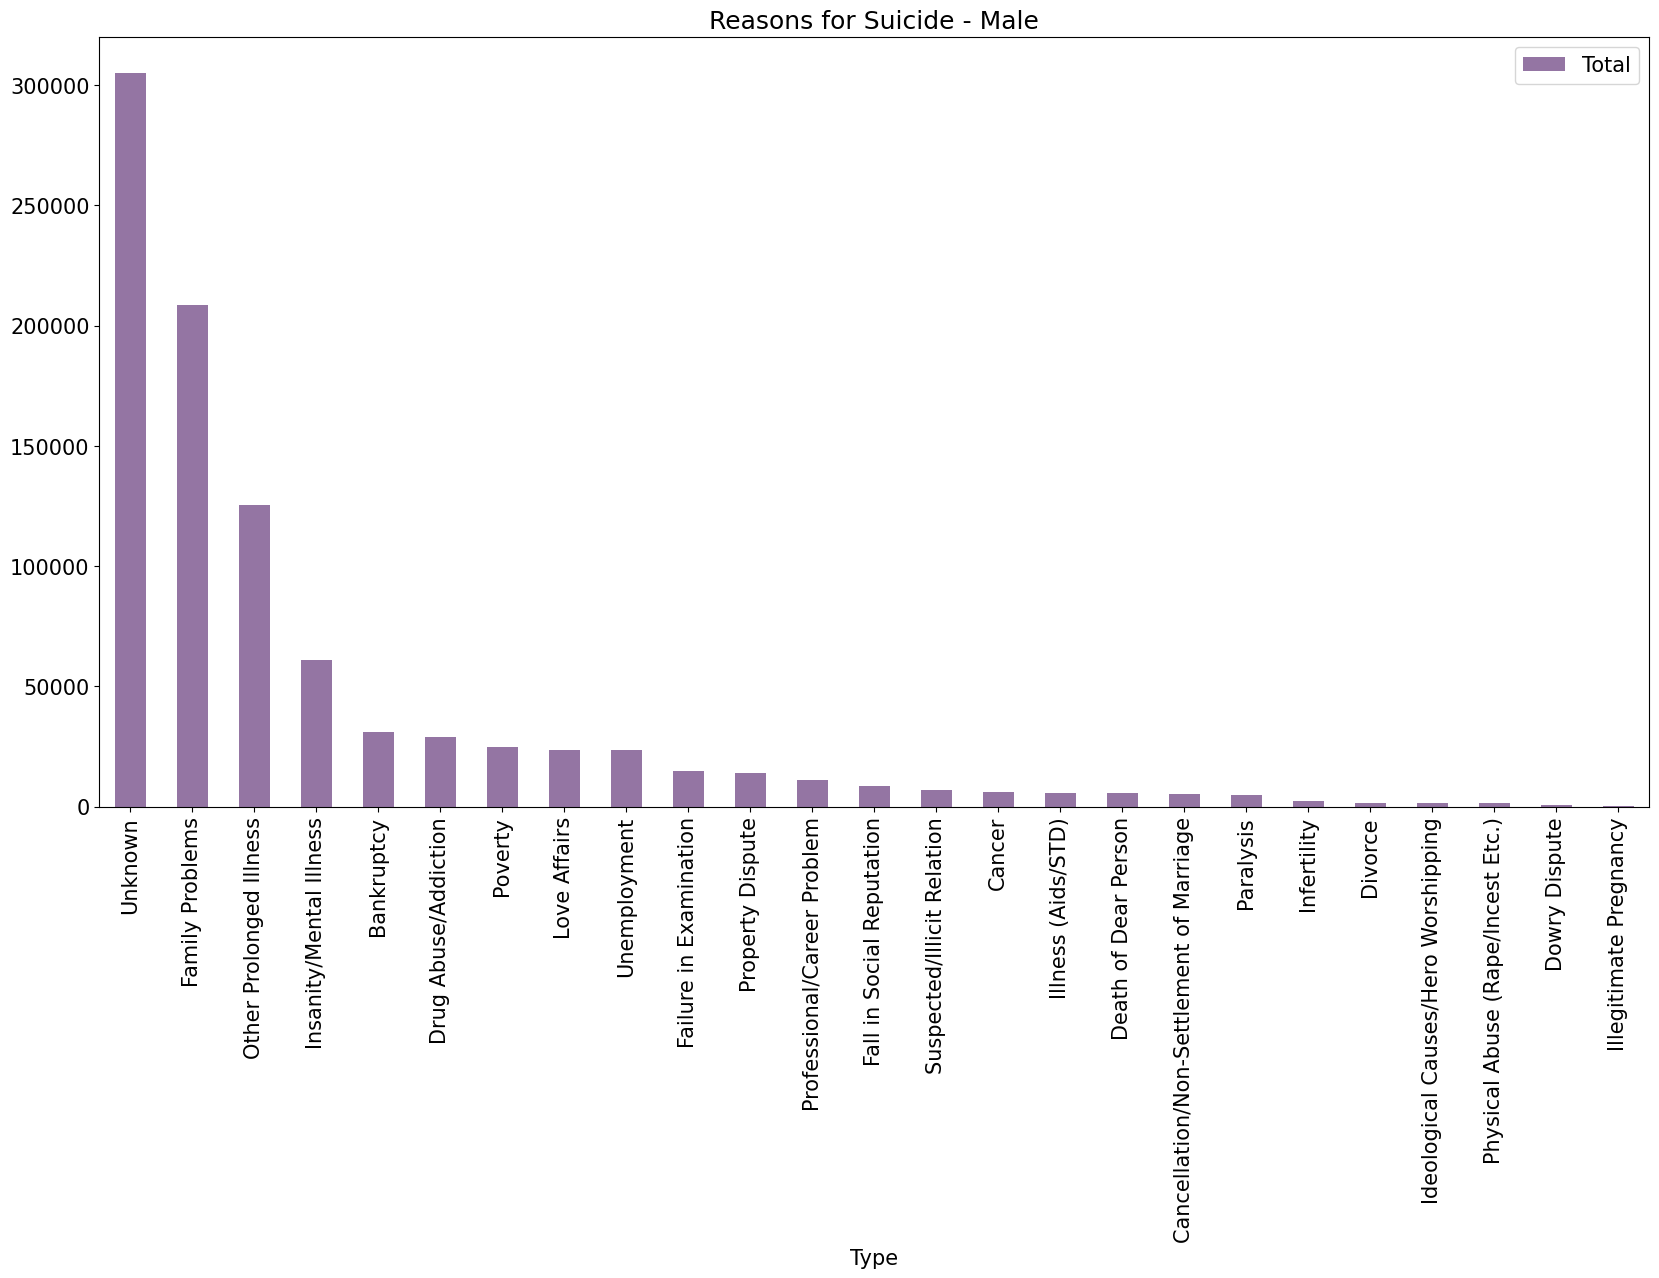 Reasons for Suicide - Male
Total
300000
250000
200000
150000
100000
50000
0
Unknown
Family Problems
Other Prolonged Illness
Insanity/Mental Illness
Bankruptcy
Drug Abuse/Addiction
Poverty
Love Affairs
Unemployment
Failure in Examination
Property Dispute
Professional/Career Problem
Fall in Social Reputation
Suspected/Illicit Relation
Cancer
Illness (Aids/STD)
Death of Dear Person
Cancellation/Non-Settlement of Marriage
Paralysis
Infertility
Divorce
Ideological Causes/Hero Worshipping
Physical Abuse (Rape/Incest Etc.)
Dowry Dispute
Illegitimate Pregnancy
Type